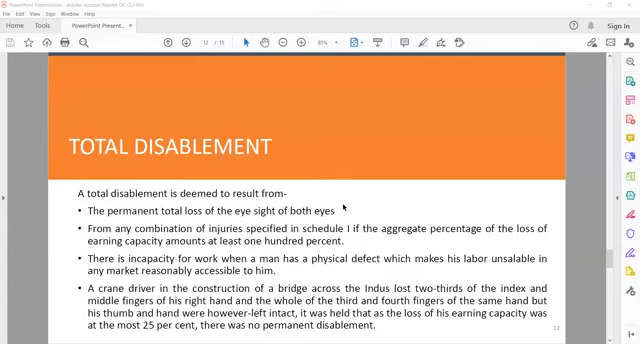 PowerPoint Presentation - Adobe Acrobat Reader DC (32-bit)
File Edit View Sign Window Help
Home Tools PowerPoint Present... × Sign In
12 / 15 85%
TOTAL DISABLEMENT
A total disablement is deemed to result from-
• The permanent total loss of the eye sight of both eyes
• From any combination of injuries specified in schedule I if the aggregate percentage of the loss of
earning capacity amounts at least one hundred percent.
• There is incapacity for work when a man has a physical defect which makes his labor unsalable in
any market reasonably accessible to him.
• A crane driver in the construction of a bridge across the Indus lost two-thirds of the index and
middle fingers of his right hand and the whole of the third and fourth fingers of the same hand but
his thumb and hand were however-left intact, it was held that as the loss of his earning capacity was
at the most 25 per cent, there was no permanent disablement.
12